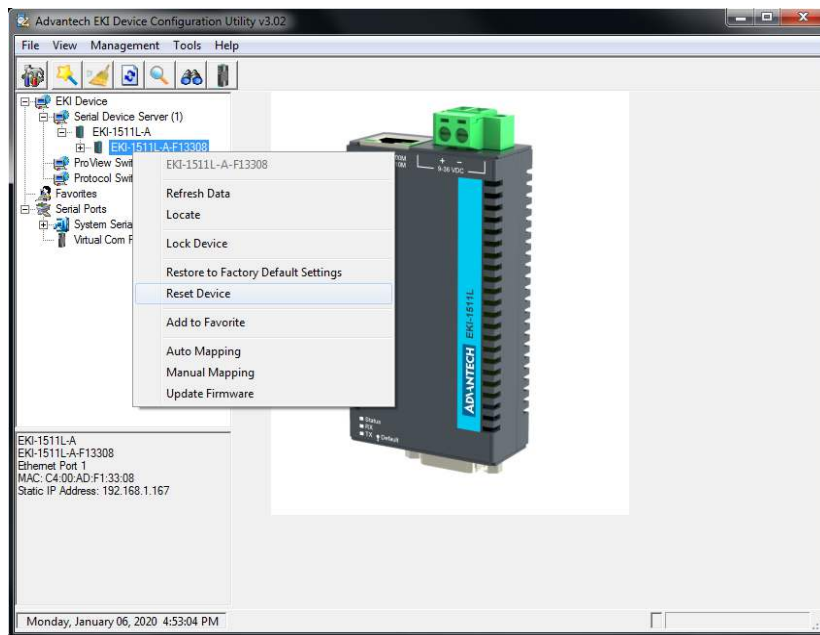 Advantech EKI Device Configuration Utility v3.02
File View Management Tools Help
EKI Device
Serial Device Server (1)
EKI-1511L-A
EKI-1511L-A-F13308
ProView Swit
Protocol Swit
Favorites
Serial Ports
System Seria
Virtual Com P
EKI-1511L-A-F13308
Refresh Data
Locate
Lock Device
Restore to Factory Default Settings
Reset Device
Add to Favorite
Auto Mapping
Manual Mapping
Update Firmware
+ -
9-36 VDC
EKI-1511L
ADVANTECH
Status
RX
TX Default
EKI-1511L-A
EKI-1511L-A-F13308
Ethernet Port 1
MAC: C4:00:AD:F1:33:08
Static IP Address: 192.168.1.167
Monday, January 06, 2020 4:53:04 PM